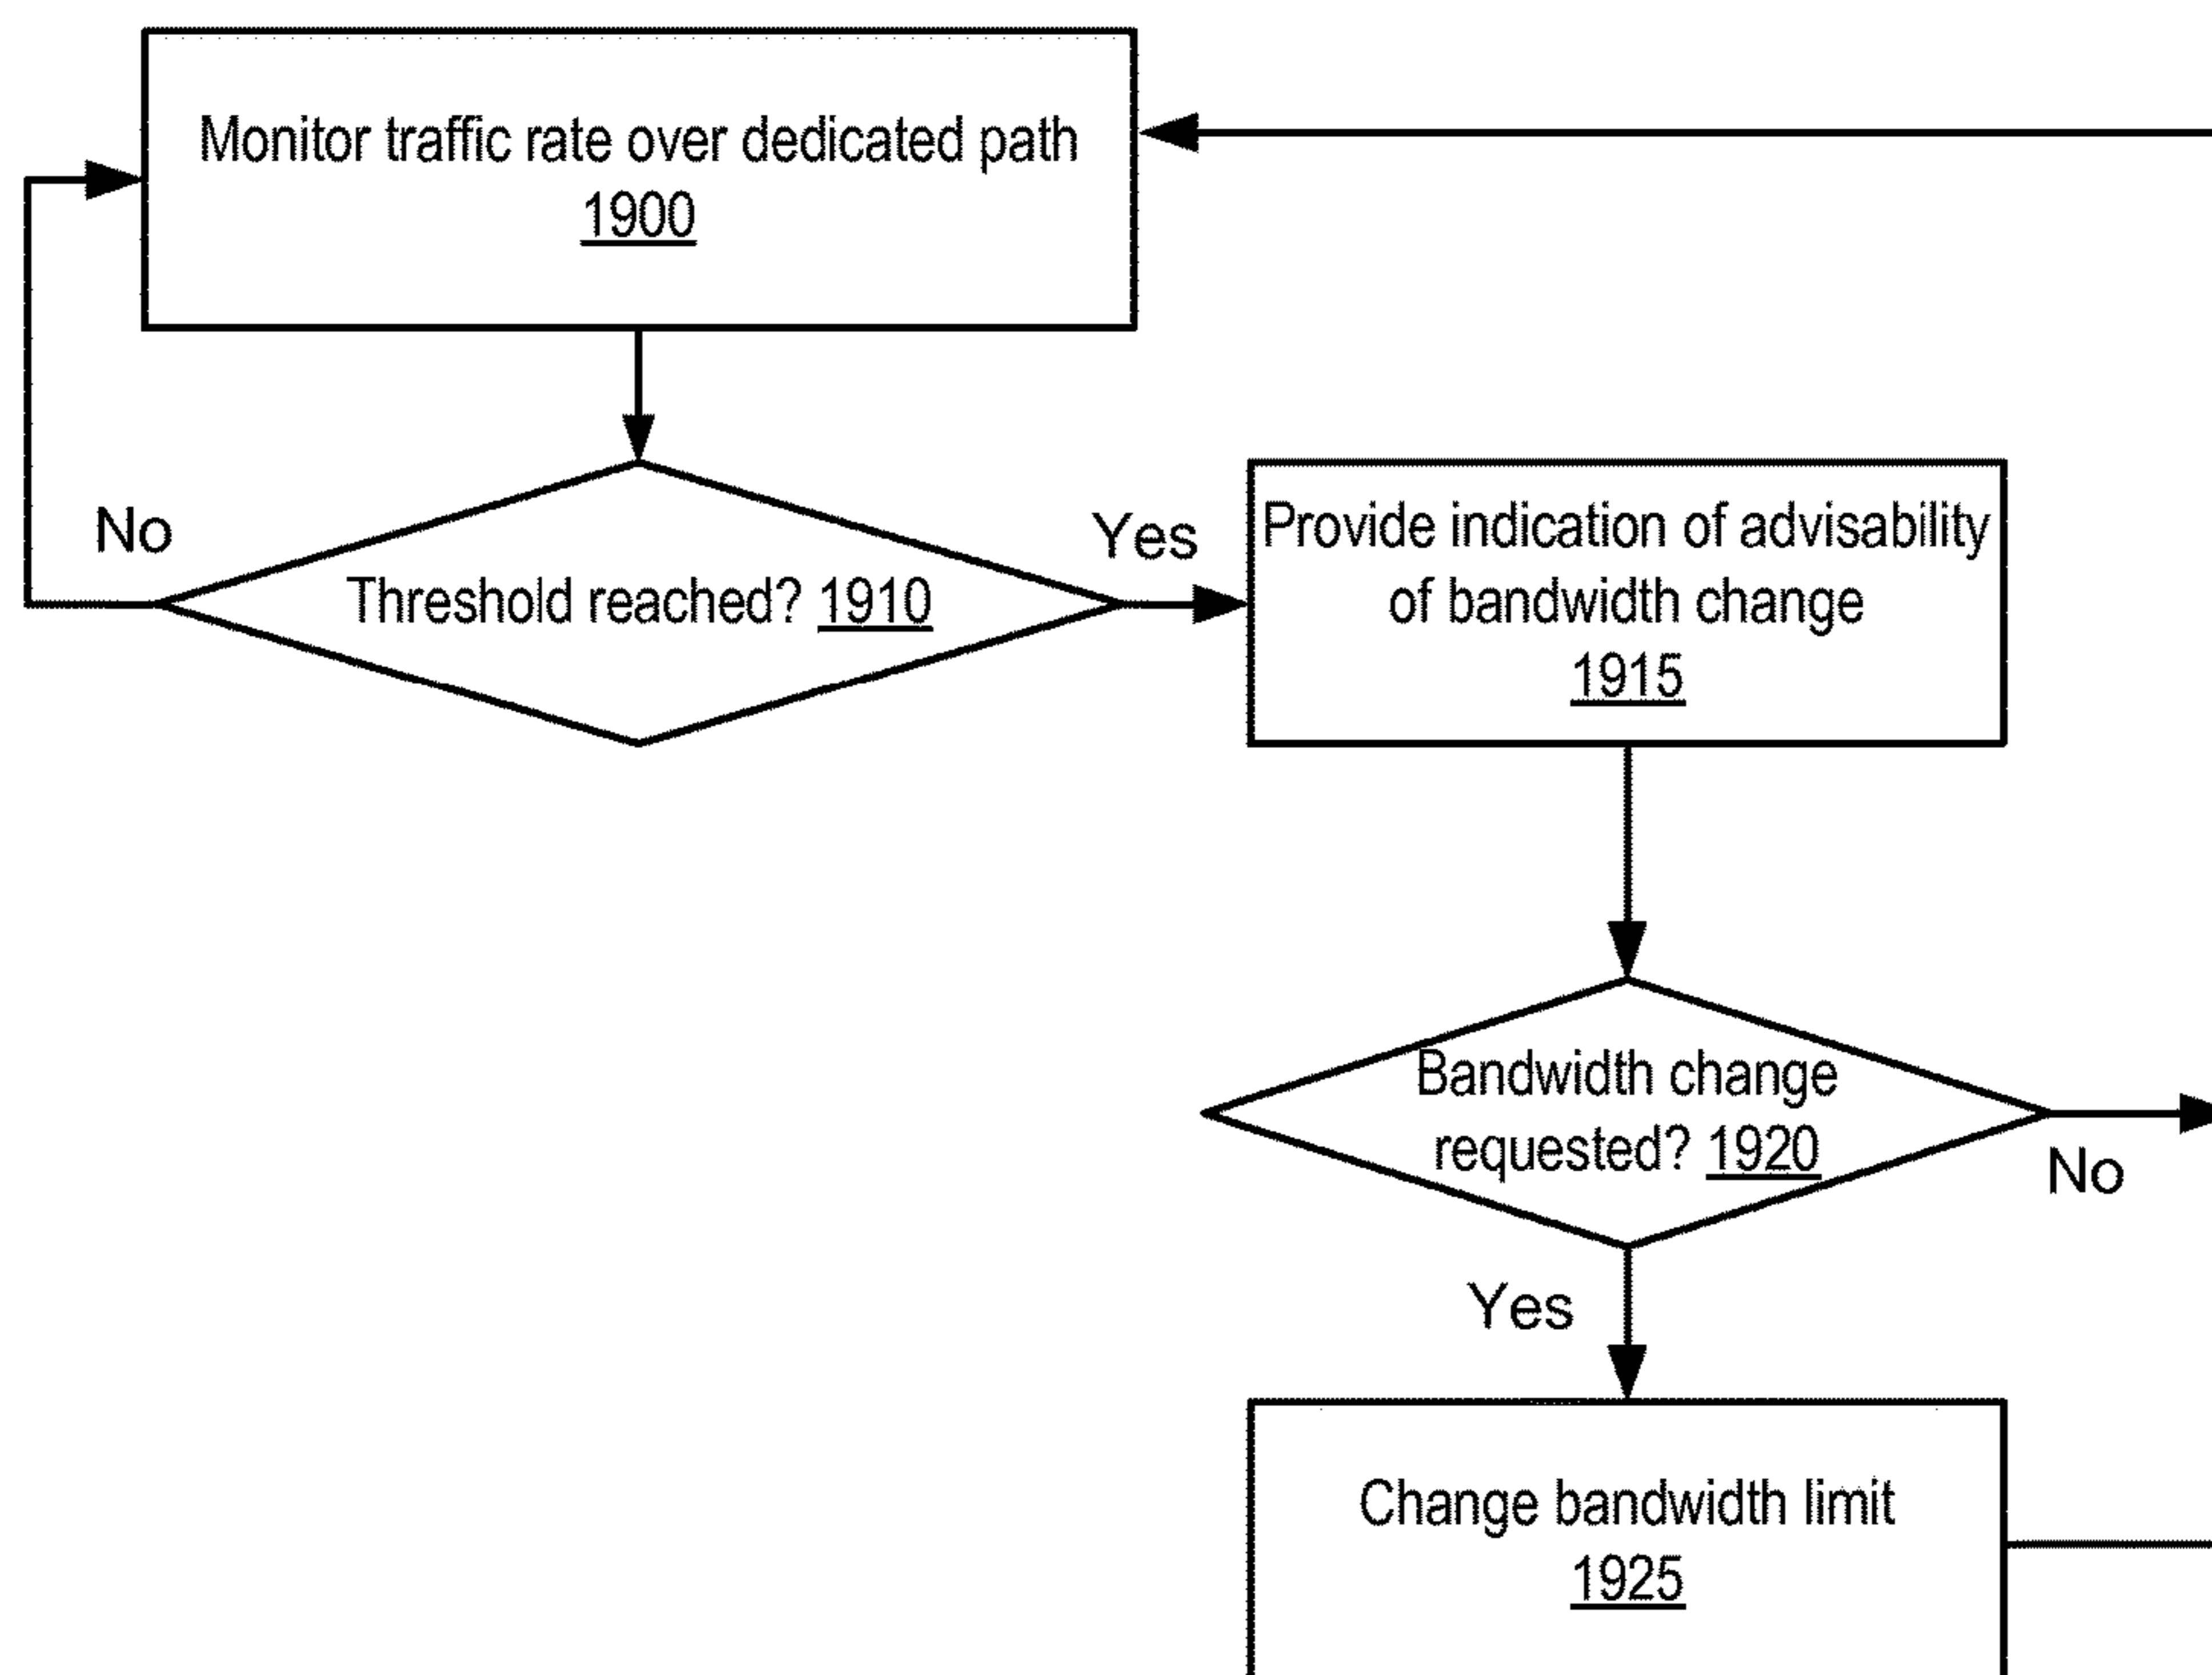 Monitor traffic rate over dedicated path
1900
No
Threshold reached? 1910
Yes
Provide indication of advisability
of bandwidth change
1915
Bandwidth change
requested? 1920
No
Yes
Change bandwidth limit
1925